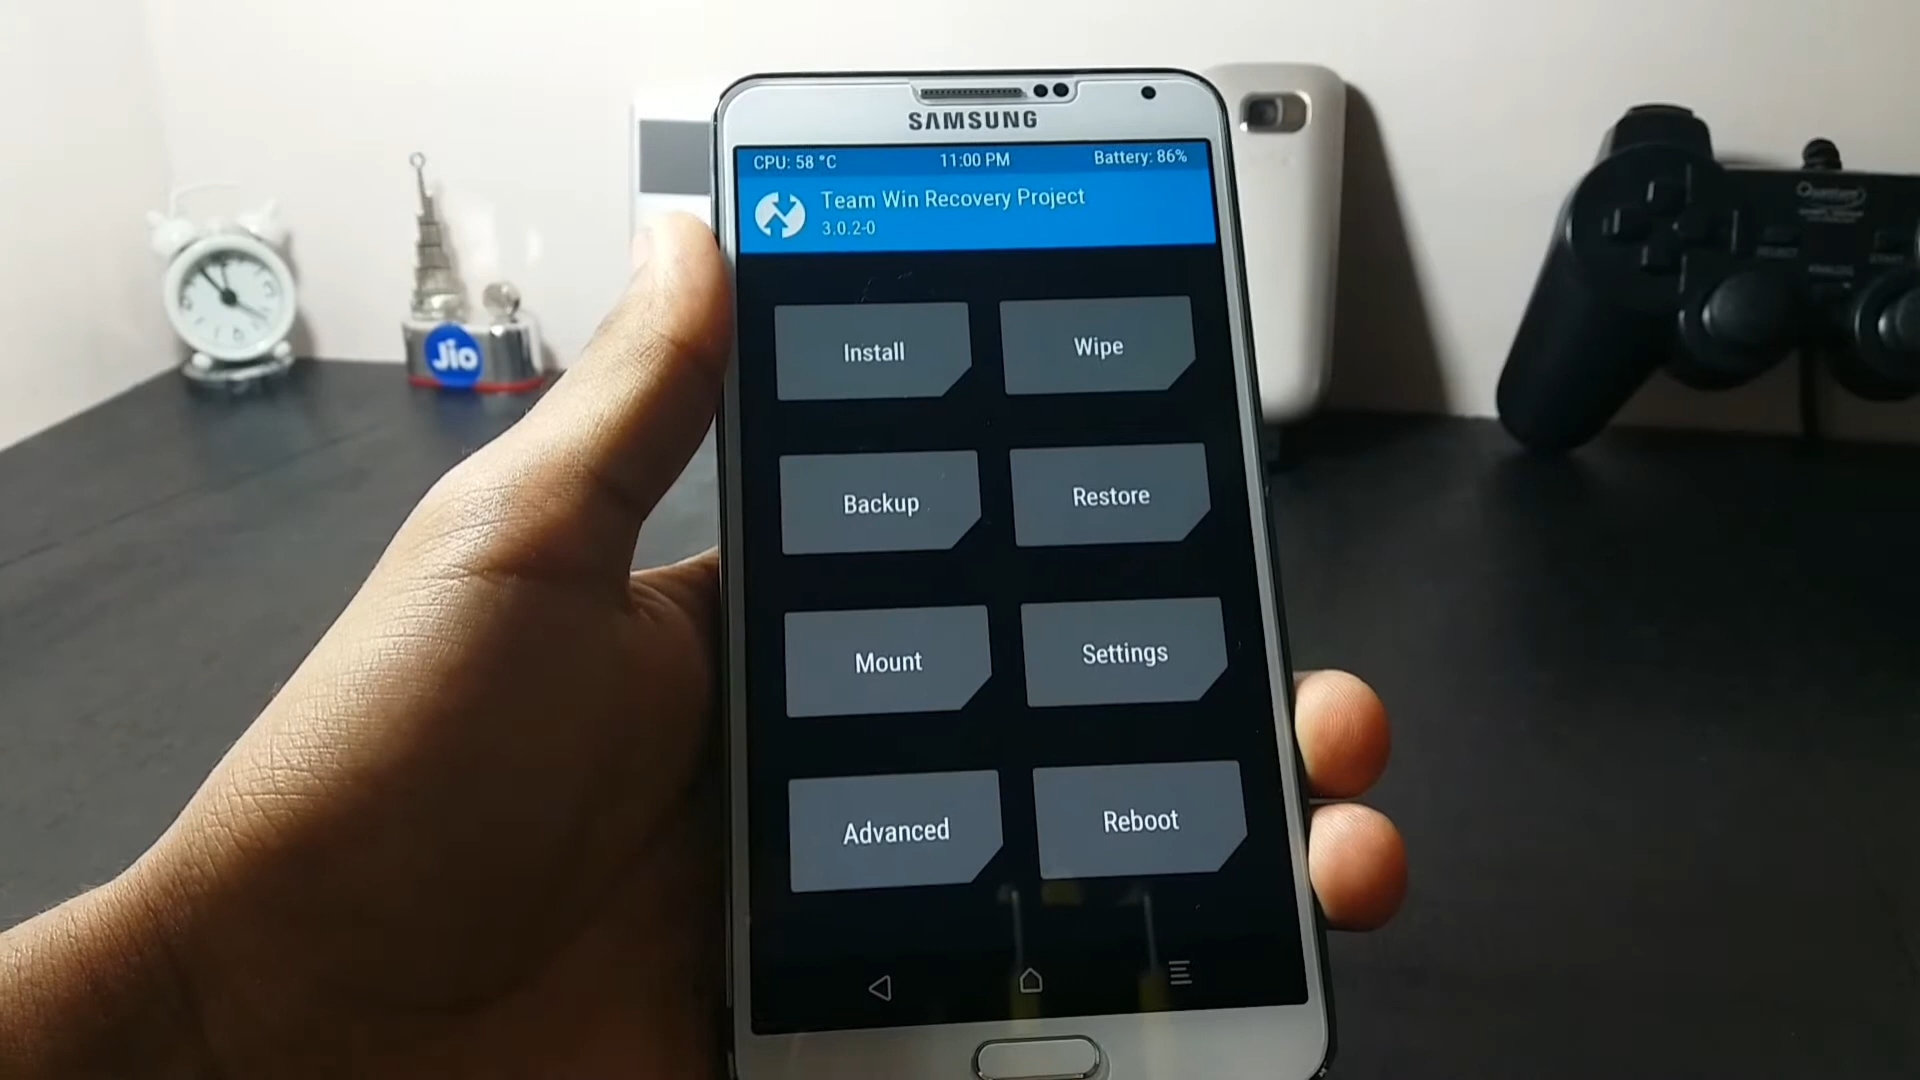 SAMSUNG
CPU: 58 °C 11:00 PM Battery: 86%
Team Win Recovery Project
3.0.2-0
Install Wipe
Backup Restore
Mount Settings
Advanced Reboot
Jio
Quantum